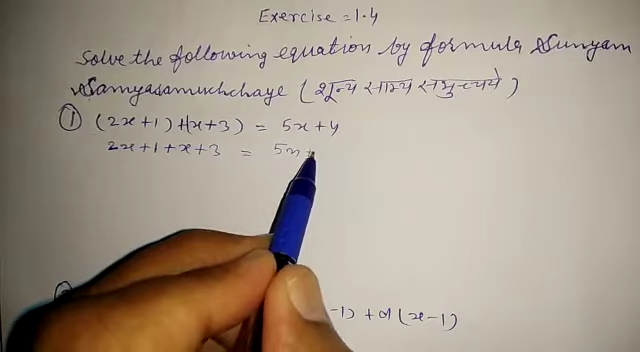 Exercise = 1.4
Solve the following equation by formula Sunyam
Samyasamuchchaye (शून्य साम्य समुच्चये)
① (2x+1)+(x+3) = 5x+4
2x+1+x+3 = 5x+
-1) + 9(x-1)